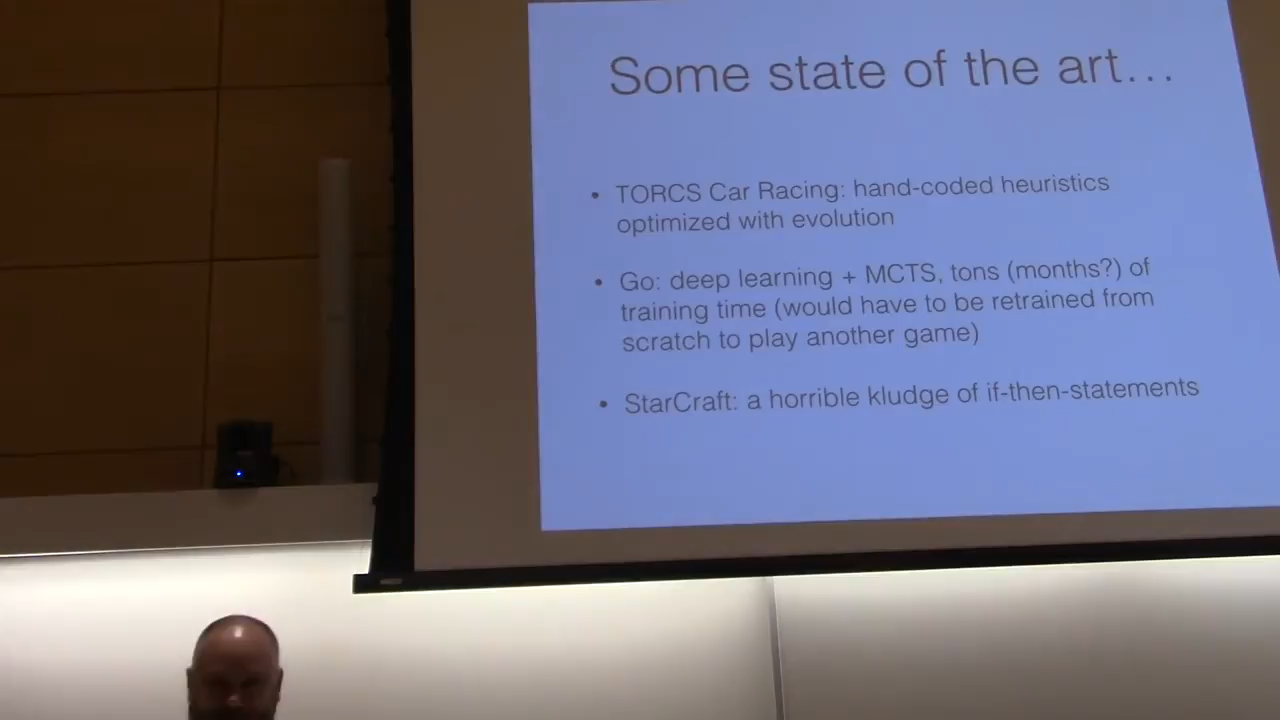 Some state of the art...
• TORCS Car Racing: hand-coded heuristics
optimized with evolution
• Go: deep learning + MCTS, tons (months?) of
training time (would have to be retrained from
scratch to play another game)
• StarCraft: a horrible kludge of if-then-statements